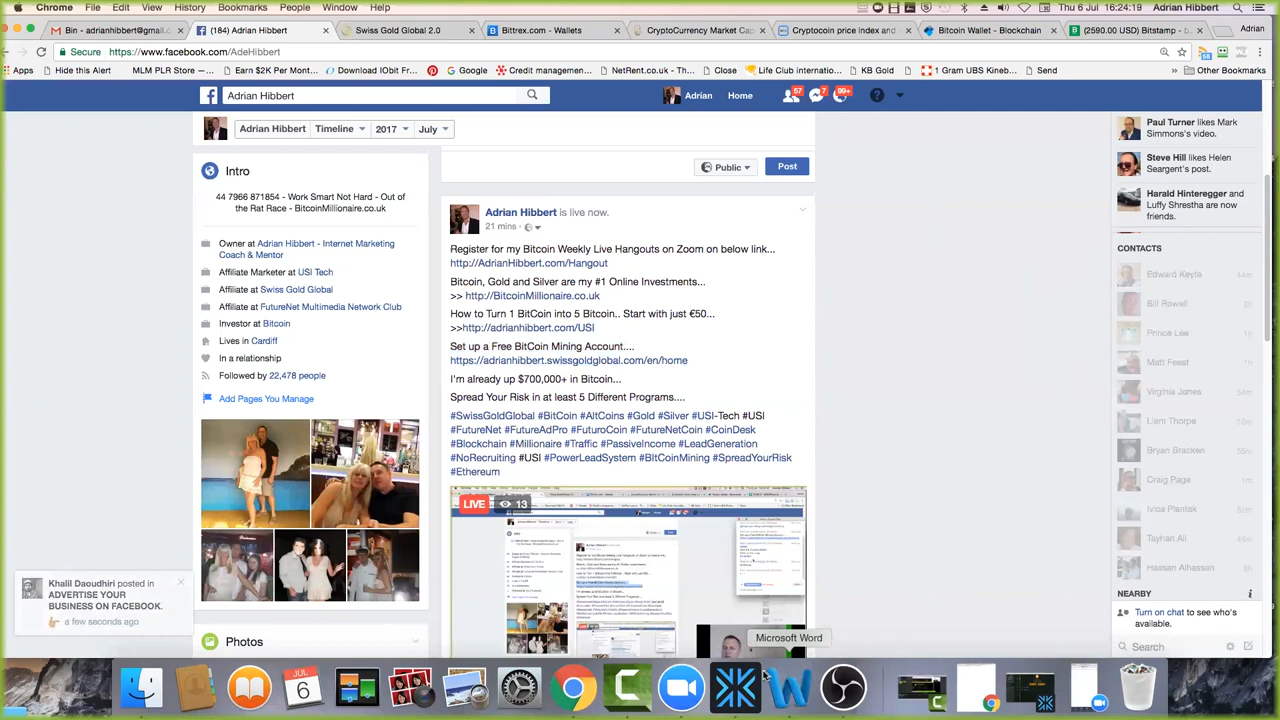 Chrome File Edit View History Bookmarks People Window Help
Thu 6 Jul 16:24:19 Adrian Hibbert
Bin - adrianhibbert@gmail.c
(184) Adrian Hibbert
Swiss Gold Global 2.0
Bittrex.com - Wallets
CryptoCurrency Market Cap
Cryptocoin price index and
Bitcoin Wallet - Blockchain
(2590.00 USD) Bitstamp - b
Adrian
Secure https://www.facebook.com/AdeHibbert
Apps
Hide this Alert
MLM PLR Store —
Earn $2K Per Mont...
Download IObit Fr...
Google
Credit managemen...
NetRent.co.uk - Th...
Close
Life Club internatio...
KB Gold
1 Gram UBS Kineb...
Send
Other Bookmarks
Adrian Hibbert
Adrian Home
57
7
99+
Adrian Hibbert Timeline 2017 July
Public Post
Intro
44 7966 871854 - Work Smart Not Hard - Out of
the Rat Race - BitcoinMillionaire.co.uk
Owner at Adrian Hibbert - Internet Marketing
Coach & Mentor
Affiliate Marketer at USI Tech
Affiliate at Swiss Gold Global
Affiliate at FutureNet Multimedia Network Club
Investor at Bitcoin
Lives in Cardiff
In a relationship
Followed by 22,478 people
Add Pages You Manage
Photos
Khalil Daoudhiri posted in
ADVERTISE YOUR
BUSINESS ON FACEBOOK.
a few seconds ago
Adrian Hibbert is live now.
21 mins
Register for my Bitcoin Weekly Live Hangouts on Zoom on below link...
http://AdrianHibbert.com/Hangout
Bitcoin, Gold and Silver are my #1 Online Investments...
>> http://BitcoinMillionaire.co.uk
How to Turn 1 BitCoin into 5 Bitcoin.. Start with just €50...
>>http://adrianhibbert.com/USI
Set up a Free BitCoin Mining Account....
https://adrianhibbert.swissgoldglobal.com/en/home
I'm already up $700,000+ in Bitcoin...
Spread Your Risk in at least 5 Different Programs....
#SwissGoldGlobal #BitCoin #AltCoins #Gold #Silver #USI-Tech #USI
#FutureNet #FutureAdPro #FuturoCoin #FutureNetCoin #CoinDesk
#Blockchain #Millionaire #Traffic #PassiveIncome #LeadGeneration
#NoRecruiting #USI #PowerLeadSystem #BItCoinMining #SpreadYourRisk
#Ethereum
LIVE 13
Microsoft Word
Paul Turner likes Mark
Simmons's video.
Steve Hill likes Helen
Seargent's post.
Harald Hinteregger and
Luffy Shrestha are now
friends.
CONTACTS
Edward Keyte 44m
Bill Rowell
Prince Lee
Matt Feast
Virginia Jones
Liam Thorpe
Bryan Bracken
Craig Page
Hassan Alhassan
NEARBY
Turn on chat to see who's
available.
Search
JUL
6